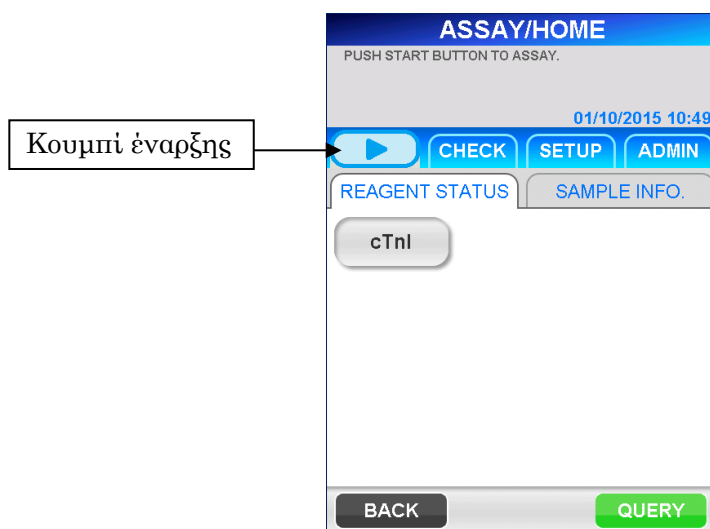 ASSAY/HOME
PUSH START BUTTON TO ASSAY.
01/10/2015 10:49
Κουμπί έναρξης
CHECK SETUP ADMIN
REAGENT STATUS SAMPLE INFO.
cTnI
BACK QUERY